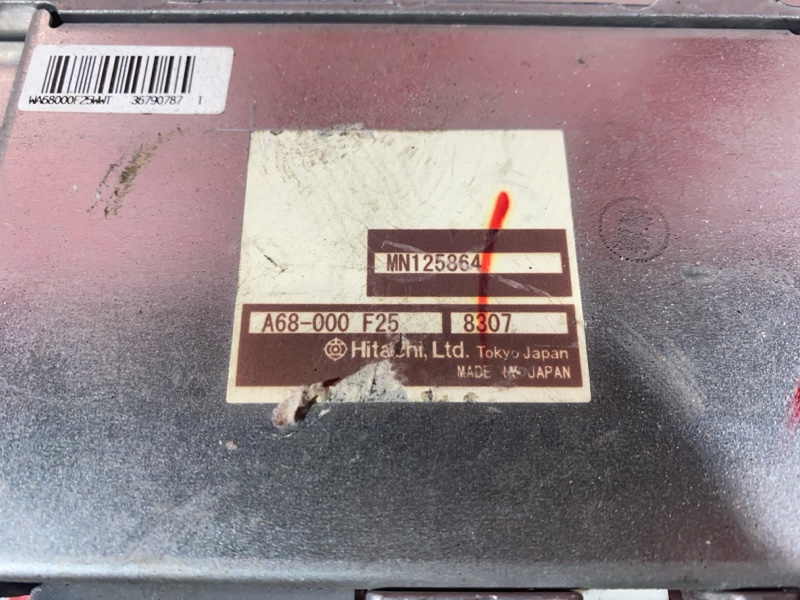 WA68000F25WWT 36790787 1
MN125864
A68-000 F25 8307
Hitachi, Ltd. Tokyo Japan
MADE IN JAPAN